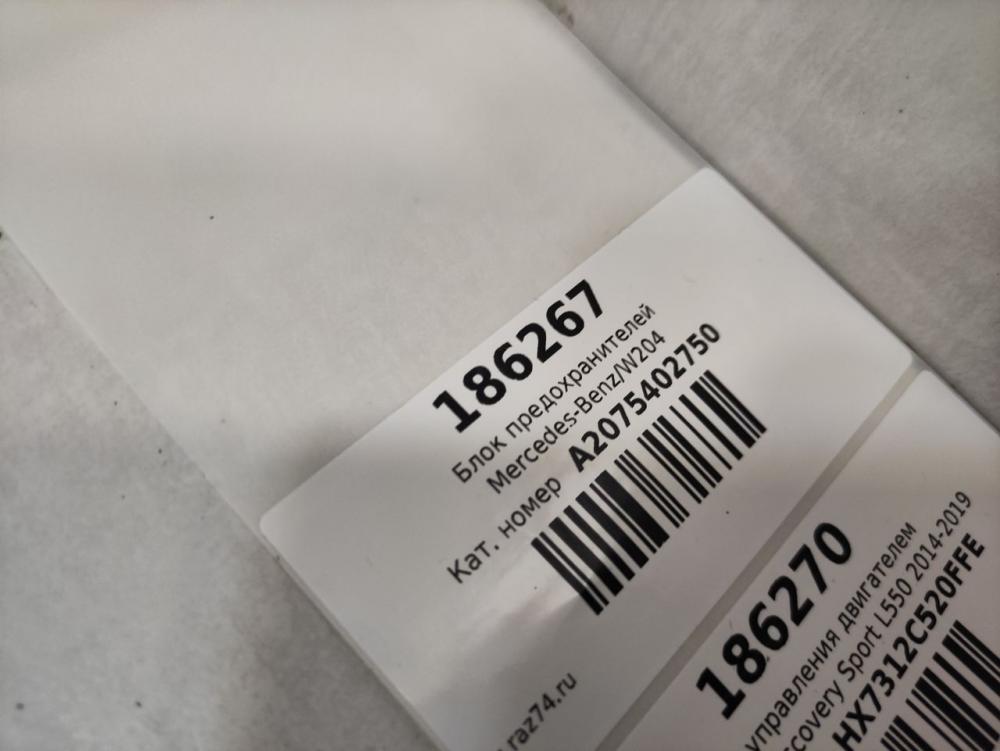 186267
Блок предохранителей
Mercedes-Benz/W204
Кат. номер A2075402750
raz74.ru
186270
управления двигателем
Sport L550 2014-2019
HX7312C520FFE